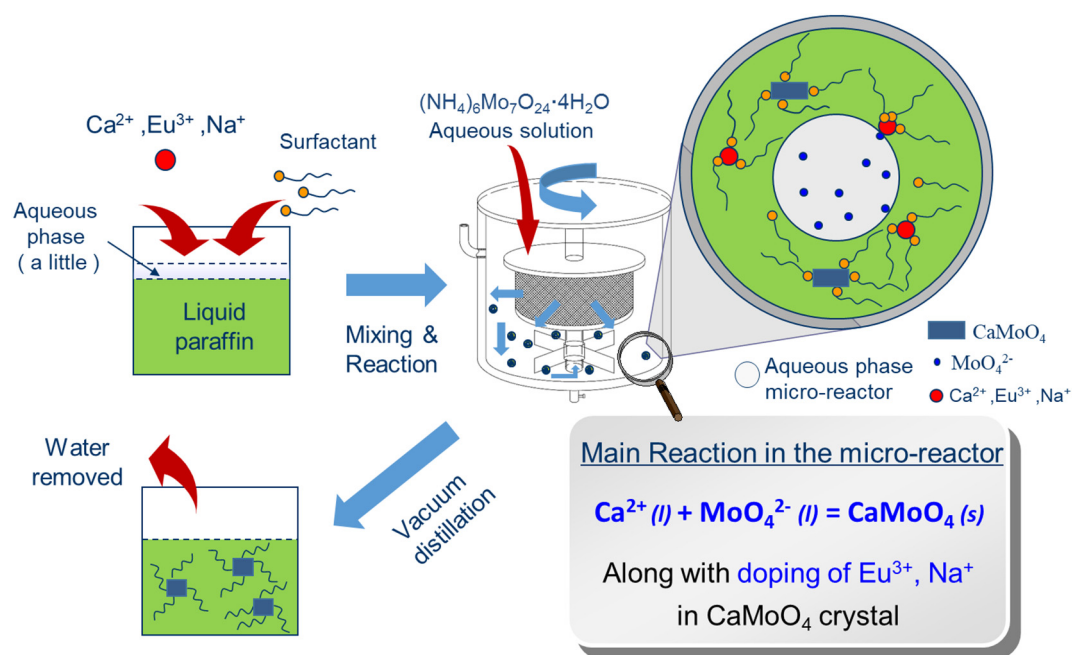 Ca²⁺ ,Eu³⁺ ,Na⁺
Surfactant
Aqueous
phase
( a little )
Liquid
paraffin
Mixing &
Reaction
(NH₄)₆Mo₇O₂₄·4H₂O
Aqueous solution
CaMoO₄
MoO₄²⁻
Ca²⁺ ,Eu³⁺ ,Na⁺
Aqueous phase
micro-reactor
Water
removed
Vacuum
distillation
Main Reaction in the micro-reactor
Ca²⁺ (l) + MoO₄²⁻ (l) = CaMoO₄ (s)
Along with doping of Eu³⁺, Na⁺
in CaMoO₄ crystal